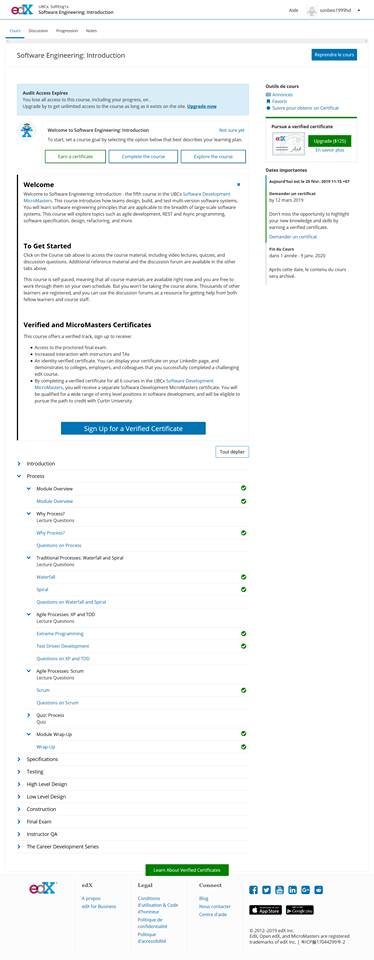 edX
UBCx: SoftEng1x
Software Engineering: Introduction
Aide
sonbeo1999hd
Cours
Discussion
Progression
Notes
Software Engineering: Introduction
Reprendre le cours
Audit Access Expires
You lose all access to this course, including your progress, on .
Upgrade by to get unlimited access to the course as long as it exists on the site. Upgrade now
Welcome to Software Engineering: Introduction
Not sure yet
To start, set a course goal by selecting the option below that best describes your learning plan.
Earn a certificate
Complete the course
Explore the course
Welcome
Welcome to Software Engineering: Introduction - the fifth course in the UBCx Software Development
MicroMasters. This course introduces how teams design, build, and test multi-version software systems.
You will learn software engineering principles that are applicable to the breadth of large-scale software
systems. This course will explore topics such as agile development, REST and Async programming,
software specification, design, refactoring, and more.
To Get Started
Click on the Course tab above to access the course material, including video lectures, quizzes, and
discussion questions. Additional reference material and the discussion forum are available in the other
tabs above.
This course is self paced, meaning that all course materials are available right now and you are free to
work through them on your own schedule. But you won't be taking the course alone. Thousands of other
learners are registered, and you can use the discussion forums as a resource for getting help from both
fellow learners and course staff.
Verified and MicroMasters Certificates
This course offers a verified track, sign up to receive:
Access to the proctored final exam.
Increased interaction with instructors and TAs
An identity verified certificate. You can display your certificate on your LinkedIn page, and
demonstrates to colleges, employers, and colleagues that you successfully completed a challenging
edX course.
By completing a verified certificate for all 6 courses in the UBCx Software Development
MicroMasters, you will receive a separate Software Development MicroMasters certificate. You will be
qualified for a wide range of entry level positions in software development, and will be eligible to
pursue the path to credit with Curtin University.
Sign Up for a Verified Certificate
Tout déplier
Introduction
Process
Module Overview
Module Overview
Why Process?
Lecture Questions
Why Process?
Questions on Process
Traditional Processes: Waterfall and Spiral
Lecture Questions
Waterfall
Spiral
Questions on Waterfall and Spiral
Agile Processes: XP and TDD
Lecture Questions
Extreme Programming
Test Driven Development
Questions on XP and TDD
Agile Processes: Scrum
Lecture Questions
Scrum
Questions on Scrum
Quiz: Process
Quiz
Module Wrap-Up
Wrap-Up
Specifications
Testing
High Level Design
Low Level Design
Construction
Final Exam
Instructor QA
The Career Development Series
Outils de cours
Annonces
Favoris
Suivre pour obtenir un Certificat
Pursue a verified certificate
Upgrade ($125)
En savoir plus
Dates importantes
Aujourd'hui est le 25 févr. 2019 11:15 +07
Demander un certificat
by 12 mars 2019
Don't miss the opportunity to highlight
your new knowledge and skills by
earning a verified certificate.
Demander un certificat
Fin du Cours
dans 1 année - 9 janv. 2020
Après cette date, le contenu du cours
sera archivé.
Learn About Verified Certificates
edX
edX
A propos
edX for Business
Legal
Conditions
d'utilisation & Code
d'honneur
Politique de
confidentialité
Politique
d'accessibilité
Connect
Blog
Nous contacter
Centre d'aide
App Store
Google play
© 2012–2019 edX Inc.
EdX, Open edX, and MicroMasters are registered
trademarks of edX Inc. | 粤ICP备17044299号-2